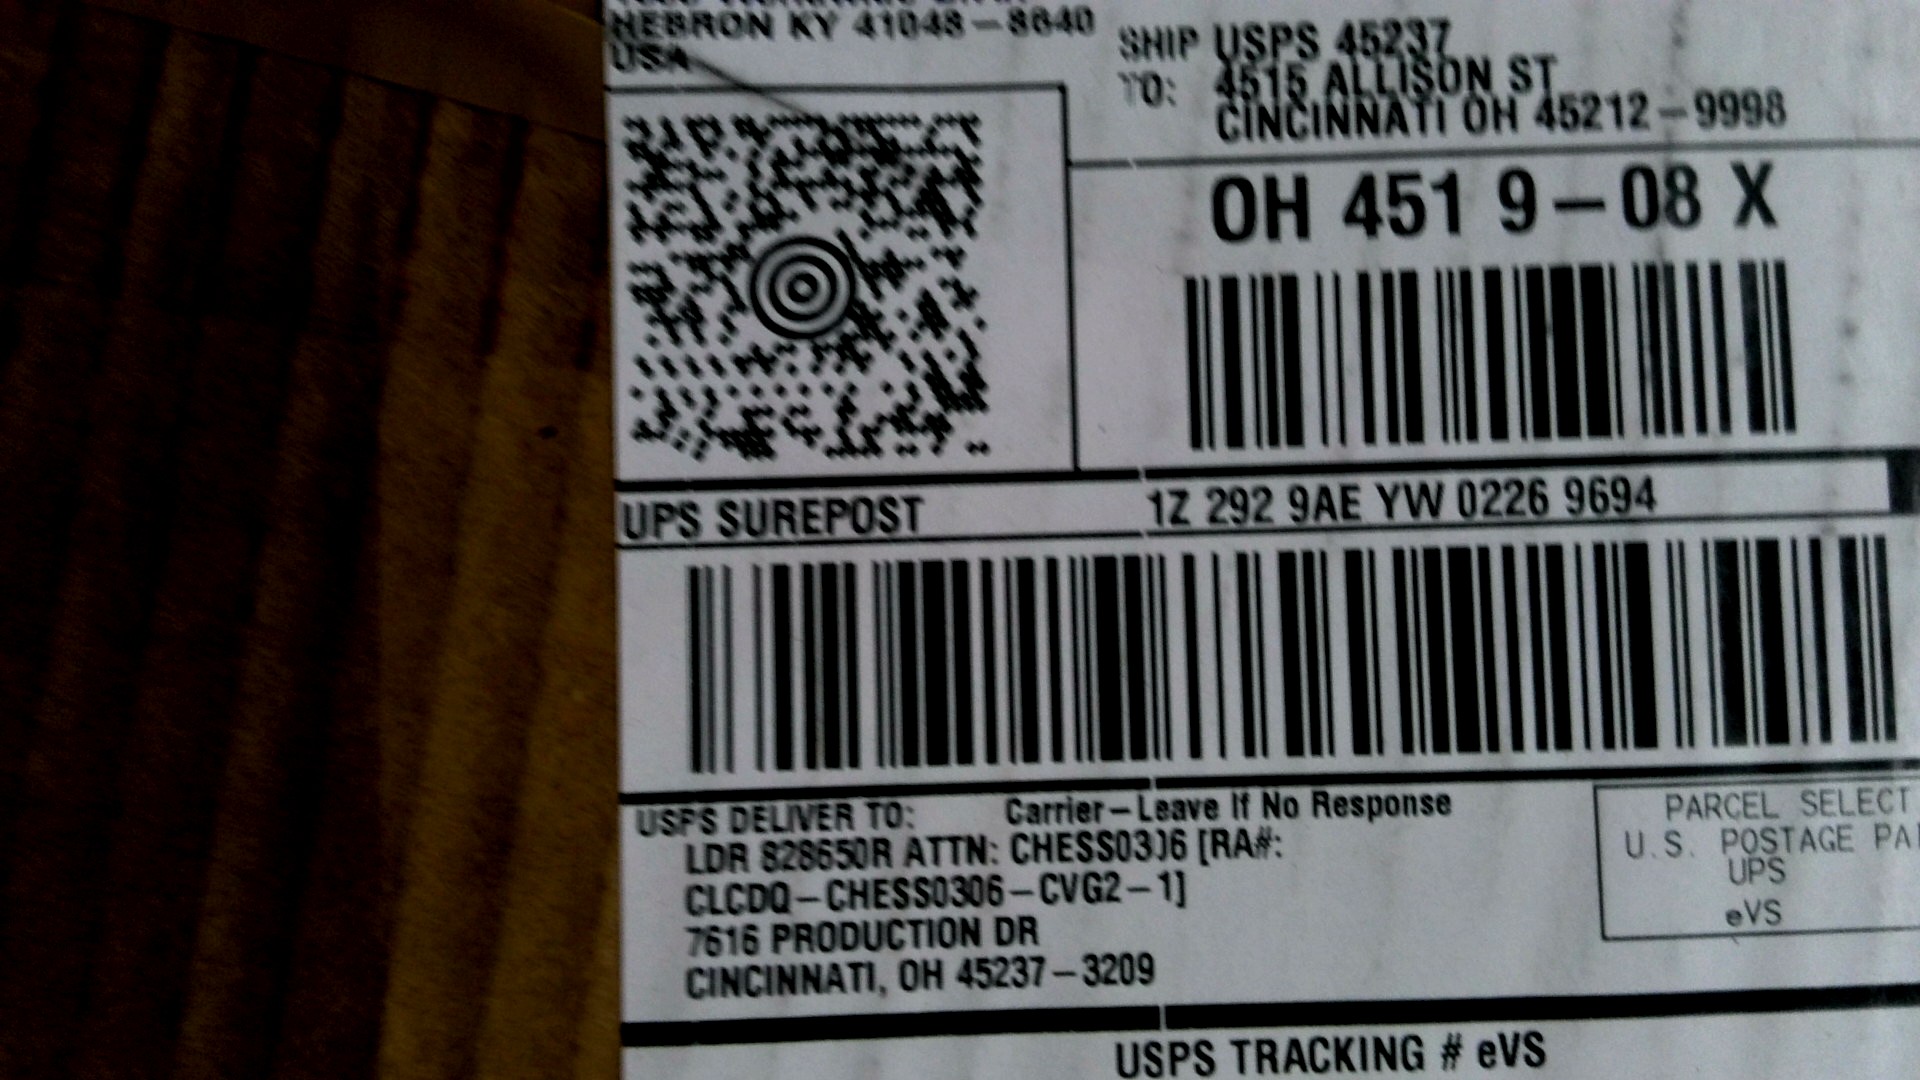 HEBRON KY 41048-8640
USA
SHIP TO:
USPS 45237
4515 ALLISON ST
CINCINNATI OH 45212-9998
OH 451 9-08 X
UPS SUREPOST
1Z 292 9AE YW 0226 9694
USPS DELIVER TO: Carrier-Leave If No Response
LDR 828650R ATTN: CHESS0306 [RA#:
CLCDQ-CHESS0306-CVG2-1]
7616 PRODUCTION DR
CINCINNATI, OH 45237-3209
PARCEL SELECT
U.S. POSTAGE PA
UPS
eVS
USPS TRACKING # eVS